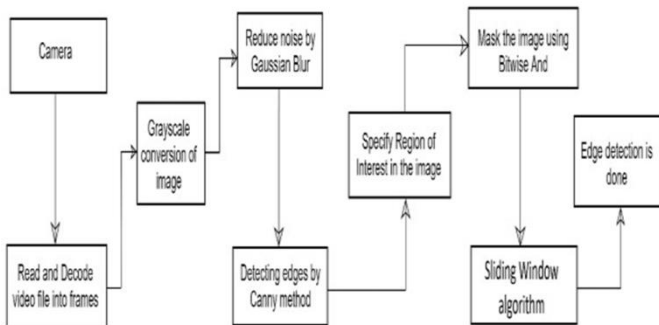 Camera
Read and Decode
video file into frames
Grayscale
conversion of
image
Reduce noise by
Gaussian Blur
Detecting edges by
Canny method
Specify Region of
Interest in the image
Mask the image using
Bitwise And
Sliding Window
algorithm
Edge detection is
done